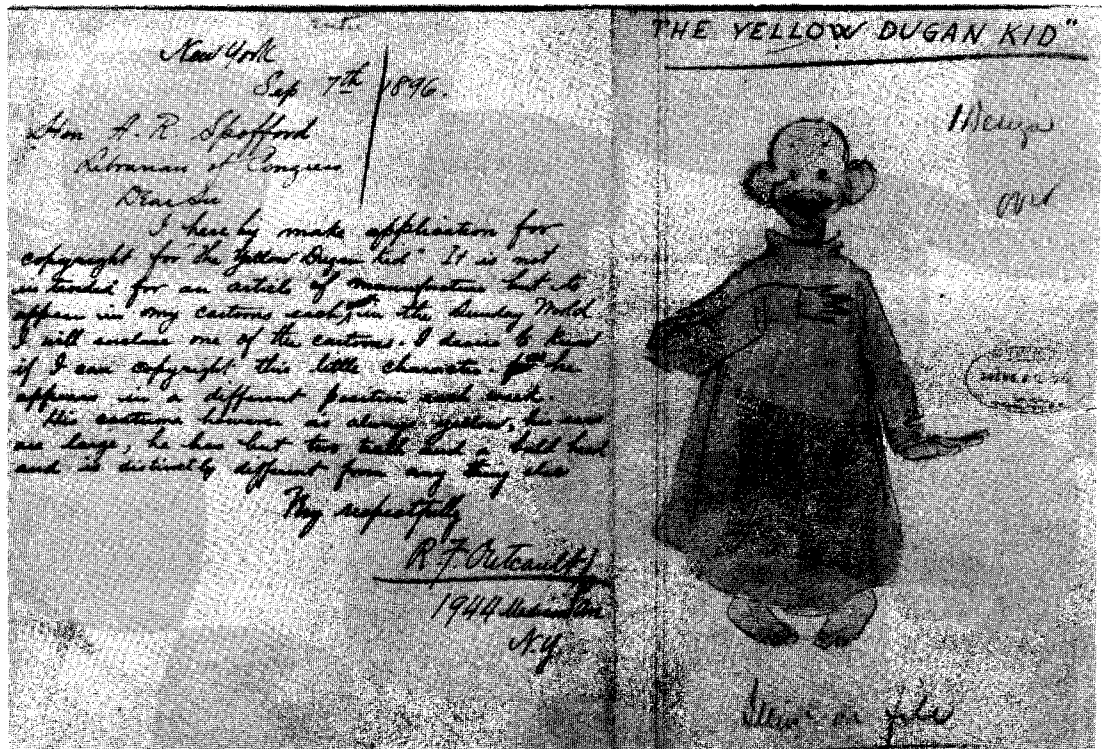 New York
Sep 7th 1896.
Hon A. R. Spofford
Librarian of Congress
Dear Sir
I hereby make application for
copyright for "the Yellow Dugan Kid" It is not
intended for an article of manufacture but to
appear in my cartoons each in the Sunday World
I will enclose one of the cartoons. I desire to know
if I can copyright this little character. he
appears in a different position each week.
His costume however is always yellow, his ears
are large, he has but two teeth and a bald head
and is distinctly different from any thing else
Very respectfully
R. F. Outcault
1944 Madison Ave
N.Y.
"THE YELLOW DUGAN KID"
over
on file